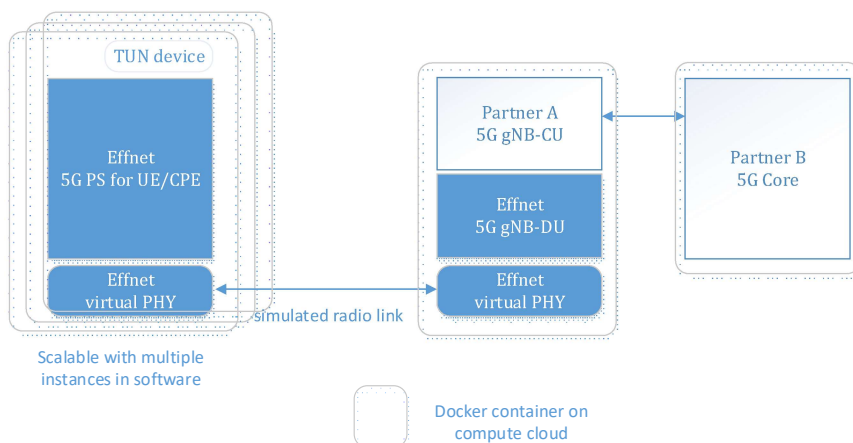 TUN device
Effnet
5G PS for UE/CPE
Effnet
virtual PHY
Scalable with multiple
instances in software
simulated radio link
Partner A
5G gNB-CU
Effnet
5G gNB-DU
Effnet
virtual PHY
Partner B
5G Core
Docker container on
compute cloud